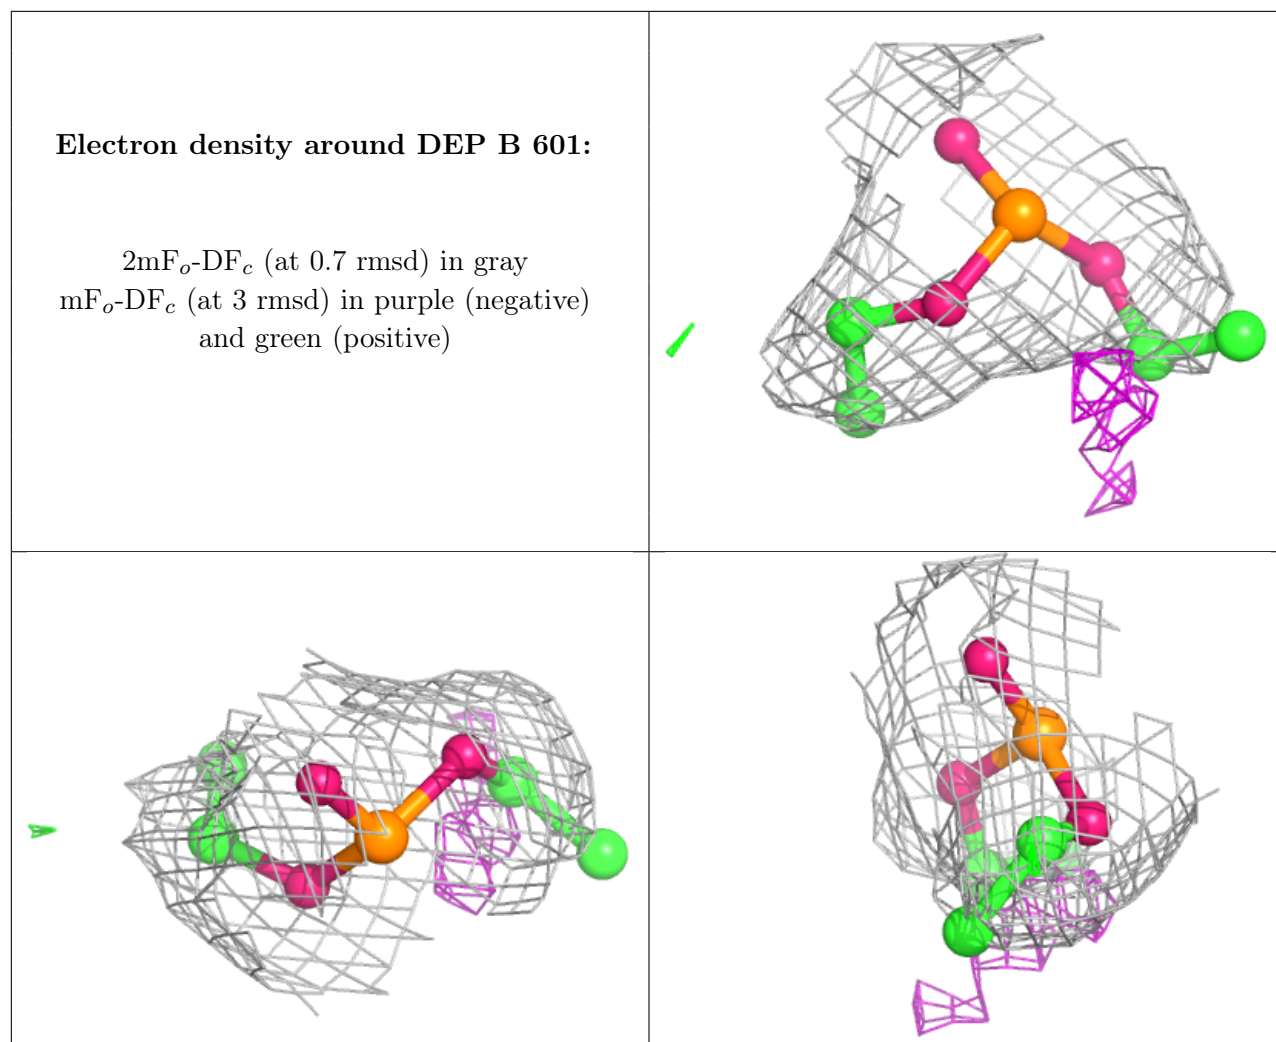 Electron density around DEP B 601:
2mFo-DFc (at 0.7 rmsd) in gray
mFo-DFc (at 3 rmsd) in purple (negative)
and green (positive)